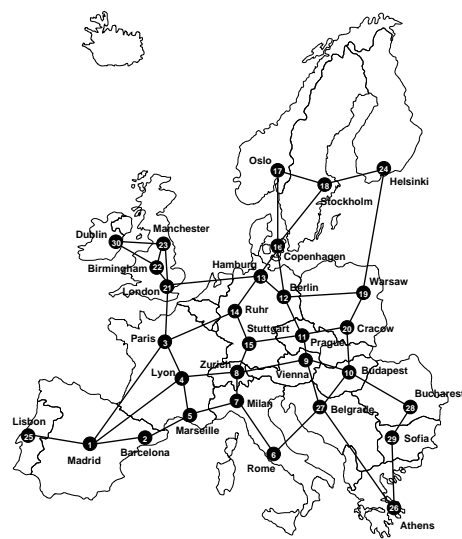 Oslo 17
24
18
Helsinki
Stockholm
Dublin
30
Manchester
23
16
Copenhagen
Birmingham 22
Hamburg
13
London 21
Berlin
12
Warsaw
19
14 Ruhr
Stuttgart
20
Cracow
Paris 3
15
11
Prague
Zurich
8
Vienna
9
Lyon
4
10
Budapest
Bucharest
28
7 Milan
5
Marseille
27
Belgrade
Lisbon
25
1
Madrid
2
Barcelona
29 Sofia
6
Rome
26
Athens